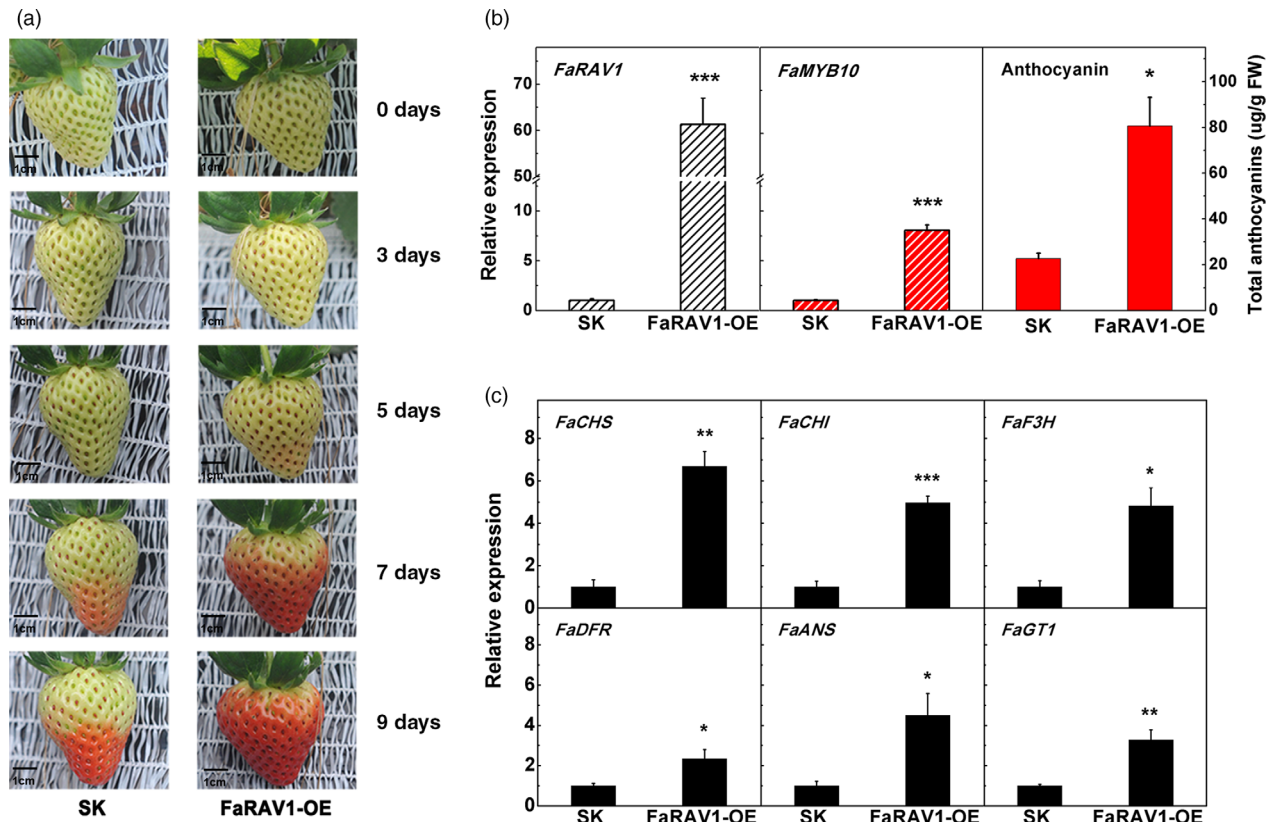 (a)
1cm
1cm
0 days
1cm
1cm
3 days
1cm
1cm
5 days
1cm
1cm
7 days
1cm
1cm
9 days
SK FaRAV1-OE
(b)
Relative expression
70
60
50
10
5
0
FaRAV1
***
SK FaRAV1-OE
FaMYB10
***
SK FaRAV1-OE
Anthocyanin
*
SK FaRAV1-OE
100
80
60
40
20
0
Total anthocyanins (ug/g FW)
(c)
Relative expression
8
6
4
2
0
FaCHS
**
FaCHI
***
FaF3H
*
Relative expression
8
6
4
2
0
FaDFR
*
SK FaRAV1-OE
FaANS
*
SK FaRAV1-OE
FaGT1
**
SK FaRAV1-OE